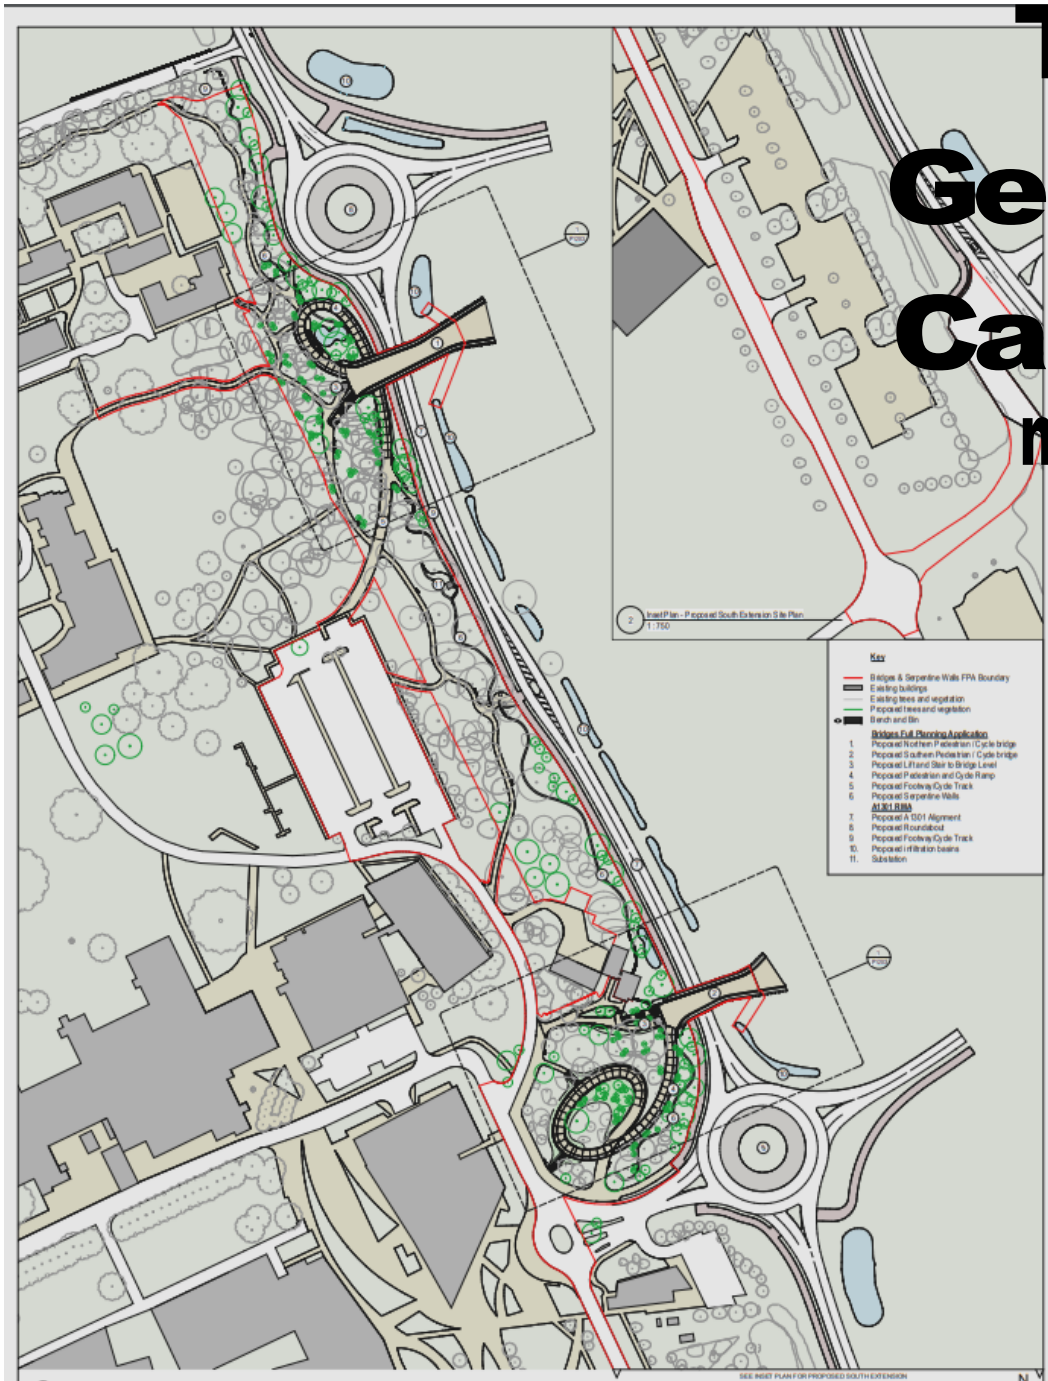 T
Ge
Ca
2
Inset Plan - Proposed South Extension Site Plan
1 : 750
Key
Bridges & Serpentine Walls FPA Boundary
Existing buildings
Existing trees and vegetation
Proposed trees and vegetation
Bench and Bin
Bridges Full Planning Application
1. Proposed Northern Pedestrian / Cycle bridge
2. Proposed Southern Pedestrian / Cycle bridge
3. Proposed Lift and Stair to Bridge Level
4. Proposed Pedestrian and Cycle Ramp
5. Proposed Footway/Cycle Track
6. Proposed Serpentine Walls
A1301 RMA
7. Proposed A1301 Alignment
8. Proposed Roundabout
9. Proposed Footway/Cycle Track
10. Proposed infiltration basins
11. Substation
SEE INSET PLAN FOR PROPOSED SOUTH EXTENSION
N